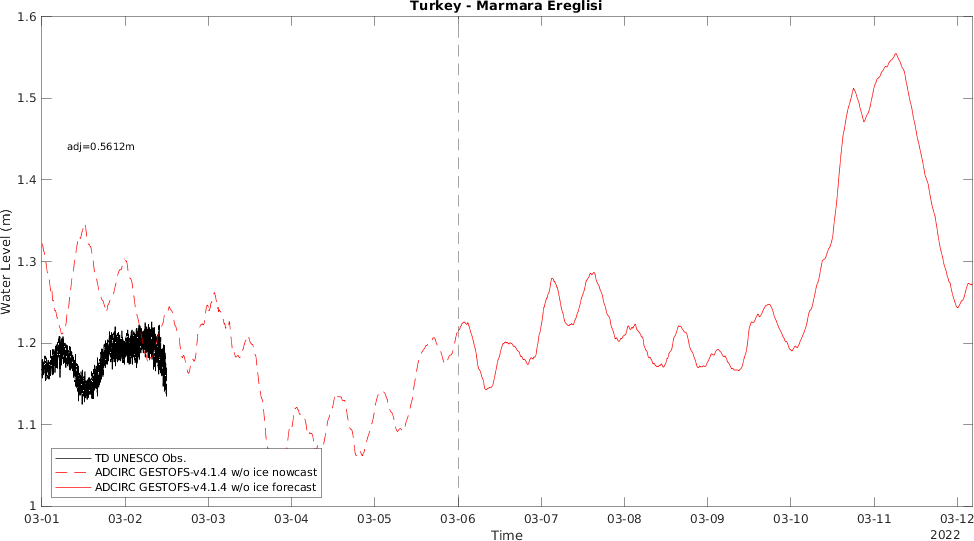 Turkey - Marmara Ereglisi
1.6
1.5
1.4
1.3
1.2
1.1
1
Water Level (m)
adj=0.5612m
TD UNESCO Obs.
ADCIRC GESTOFS-v4.1.4 w/o ice nowcast
ADCIRC GESTOFS-v4.1.4 w/o ice forecast
03-01 03-02 03-03 03-04 03-05 03-06 03-07 03-08 03-09 03-10 03-11 03-12
Time
2022